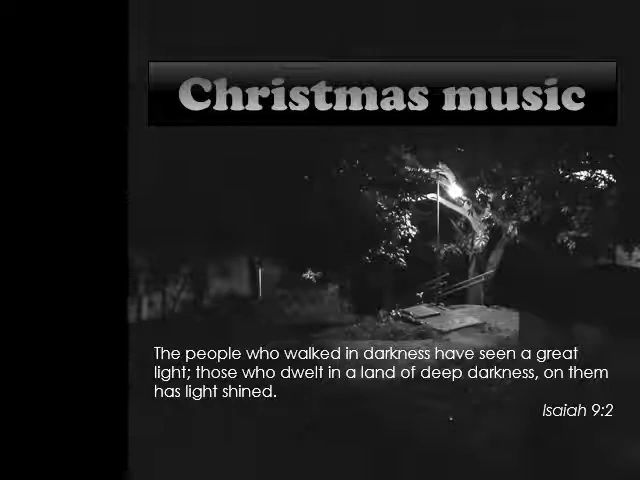 Christmas music
The people who walked in darkness have seen a great
light; those who dwelt in a land of deep darkness, on them
has light shined.
Isaiah 9:2